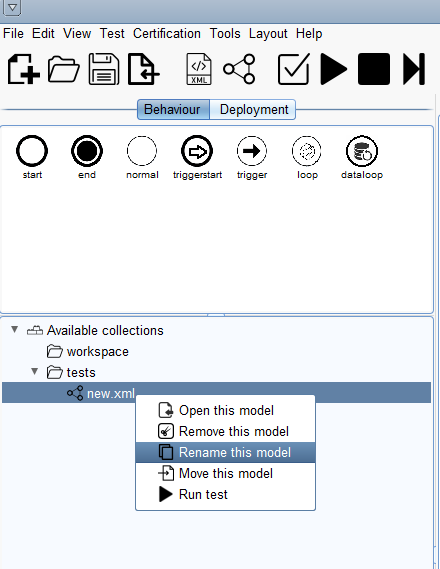 File Edit View Test Certification Tools Layout Help
XML
Behaviour Deployment
start end normal triggerstart trigger loop dataloop
Available collections
workspace
tests
new.xml
Open this model
Remove this model
Rename this model
Move this model
Run test